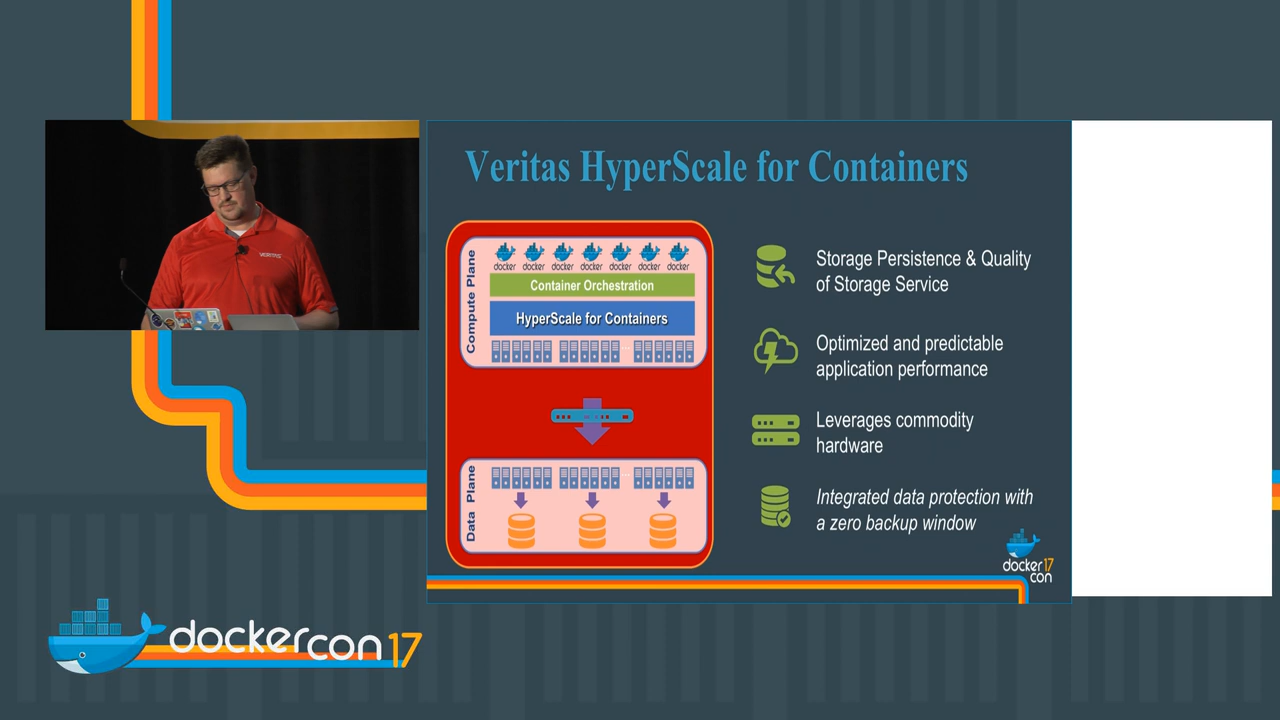 VERITAS
Veritas HyperScale for Containers
Compute Plane
docker docker docker docker docker docker docker
Container Orchestration
HyperScale for Containers
Data Plane
Storage Persistence & Quality
of Storage Service
Optimized and predictable
application performance
Leverages commodity
hardware
Integrated data protection with
a zero backup window
docker 17
con
dockercon 17